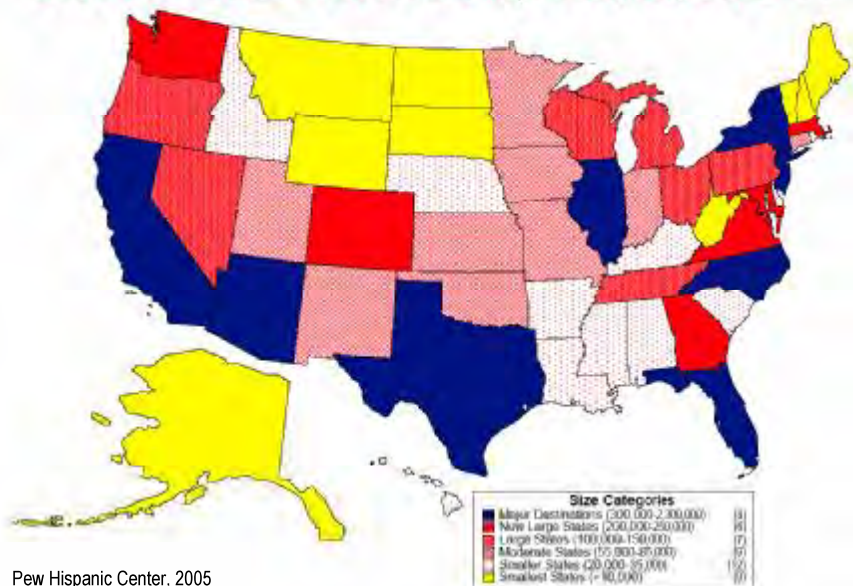 Size Categories
Major Destinations (300,000-2,300,000)
New Large States (200,000-250,000) (6)
Large States (100,000-150,000) (7)
Moderate States (55,000-85,000)
Smaller States (20,000-35,000)
Smallest States
Pew Hispanic Center, 2005